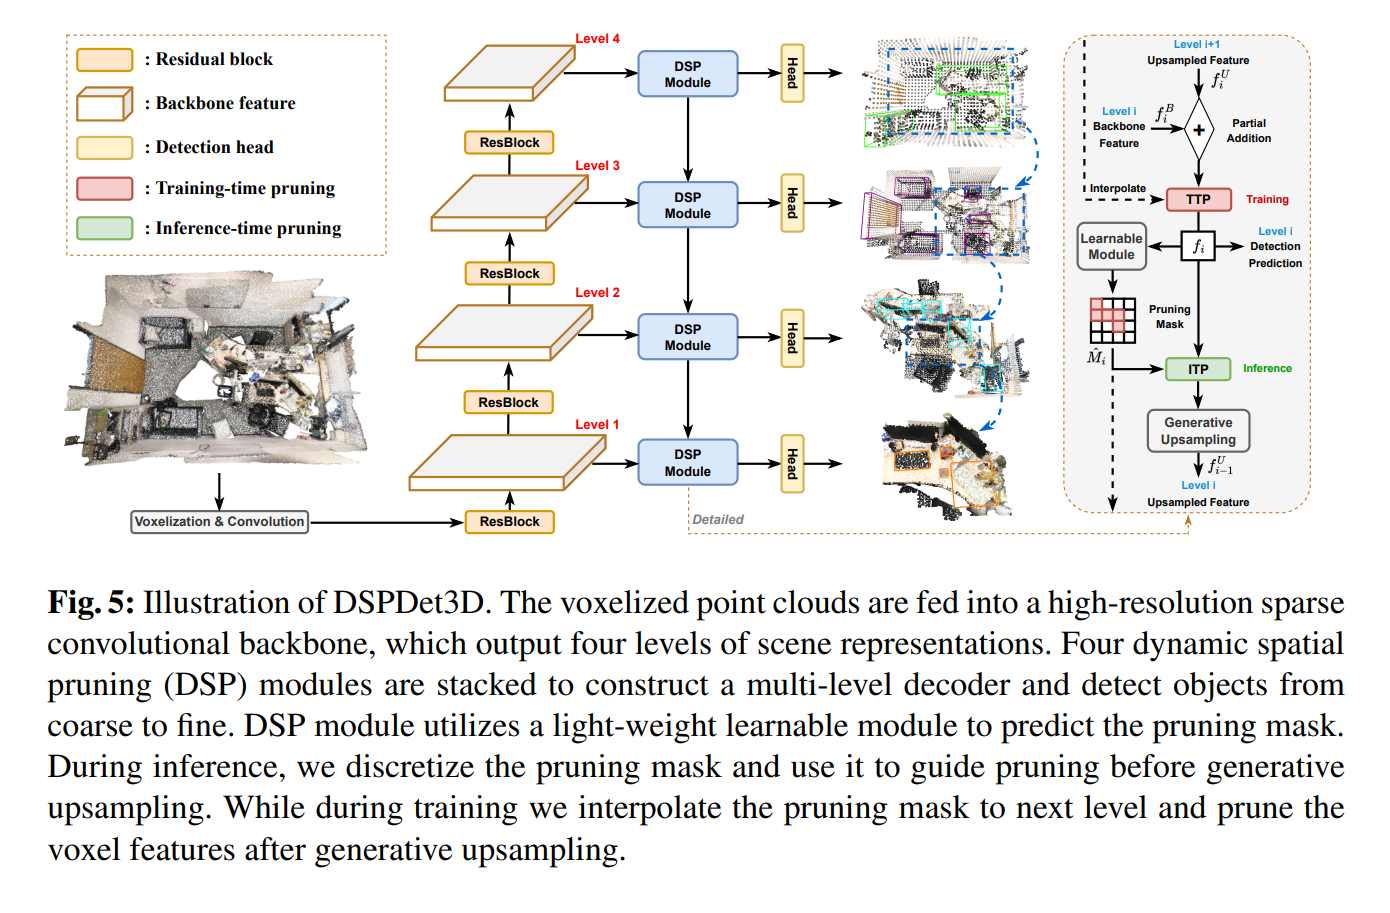 : Residual block
: Backbone feature
: Detection head
: Training-time pruning
: Inference-time pruning
Voxelization & Convolution
Level 4
ResBlock
Level 3
ResBlock
Level 2
ResBlock
Level 1
ResBlock
DSP
Module
Head
DSP
Module
Head
DSP
Module
Head
DSP
Module
Head
Detailed
Level i+1
Upsampled Feature
f_i^U
Level i
Backbone
Feature
f_i^B
+
Partial
Addition
Interpolate
TTP
Training
Learnable
Module
f_i
Level i
Detection
Prediction
Pruning
Mask
M̂_i
ITP
Inference
Generative
Upsampling
f_{i-1}^U
Level i
Upsampled Feature
Fig. 5: Illustration of DSPDet3D. The voxelized point clouds are fed into a high-resolution sparse
convolutional backbone, which output four levels of scene representations. Four dynamic spatial
pruning (DSP) modules are stacked to construct a multi-level decoder and detect objects from
coarse to fine. DSP module utilizes a light-weight learnable module to predict the pruning mask.
During inference, we discretize the pruning mask and use it to guide pruning before generative
upsampling. While during training we interpolate the pruning mask to next level and prune the
voxel features after generative upsampling.